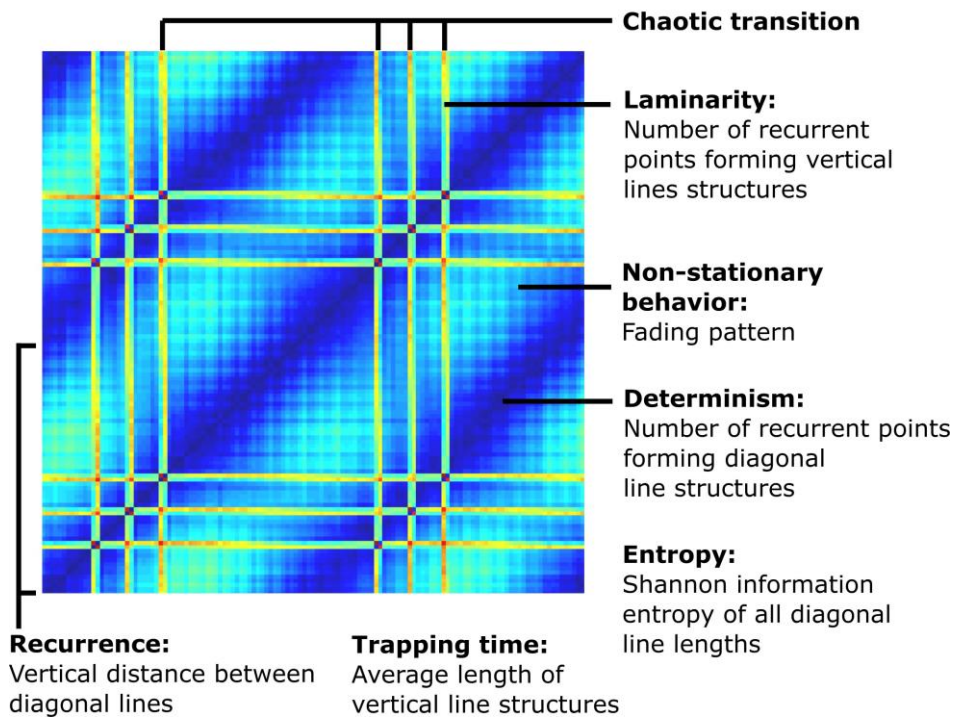 Chaotic transition
Laminarity:
Number of recurrent
points forming vertical
lines structures
Non-stationary
behavior:
Fading pattern
Determinism:
Number of recurrent points
forming diagonal
line structures
Entropy:
Shannon information
entropy of all diagonal
line lengths
Recurrence:
Vertical distance between
diagonal lines
Trapping time:
Average length of
vertical line structures